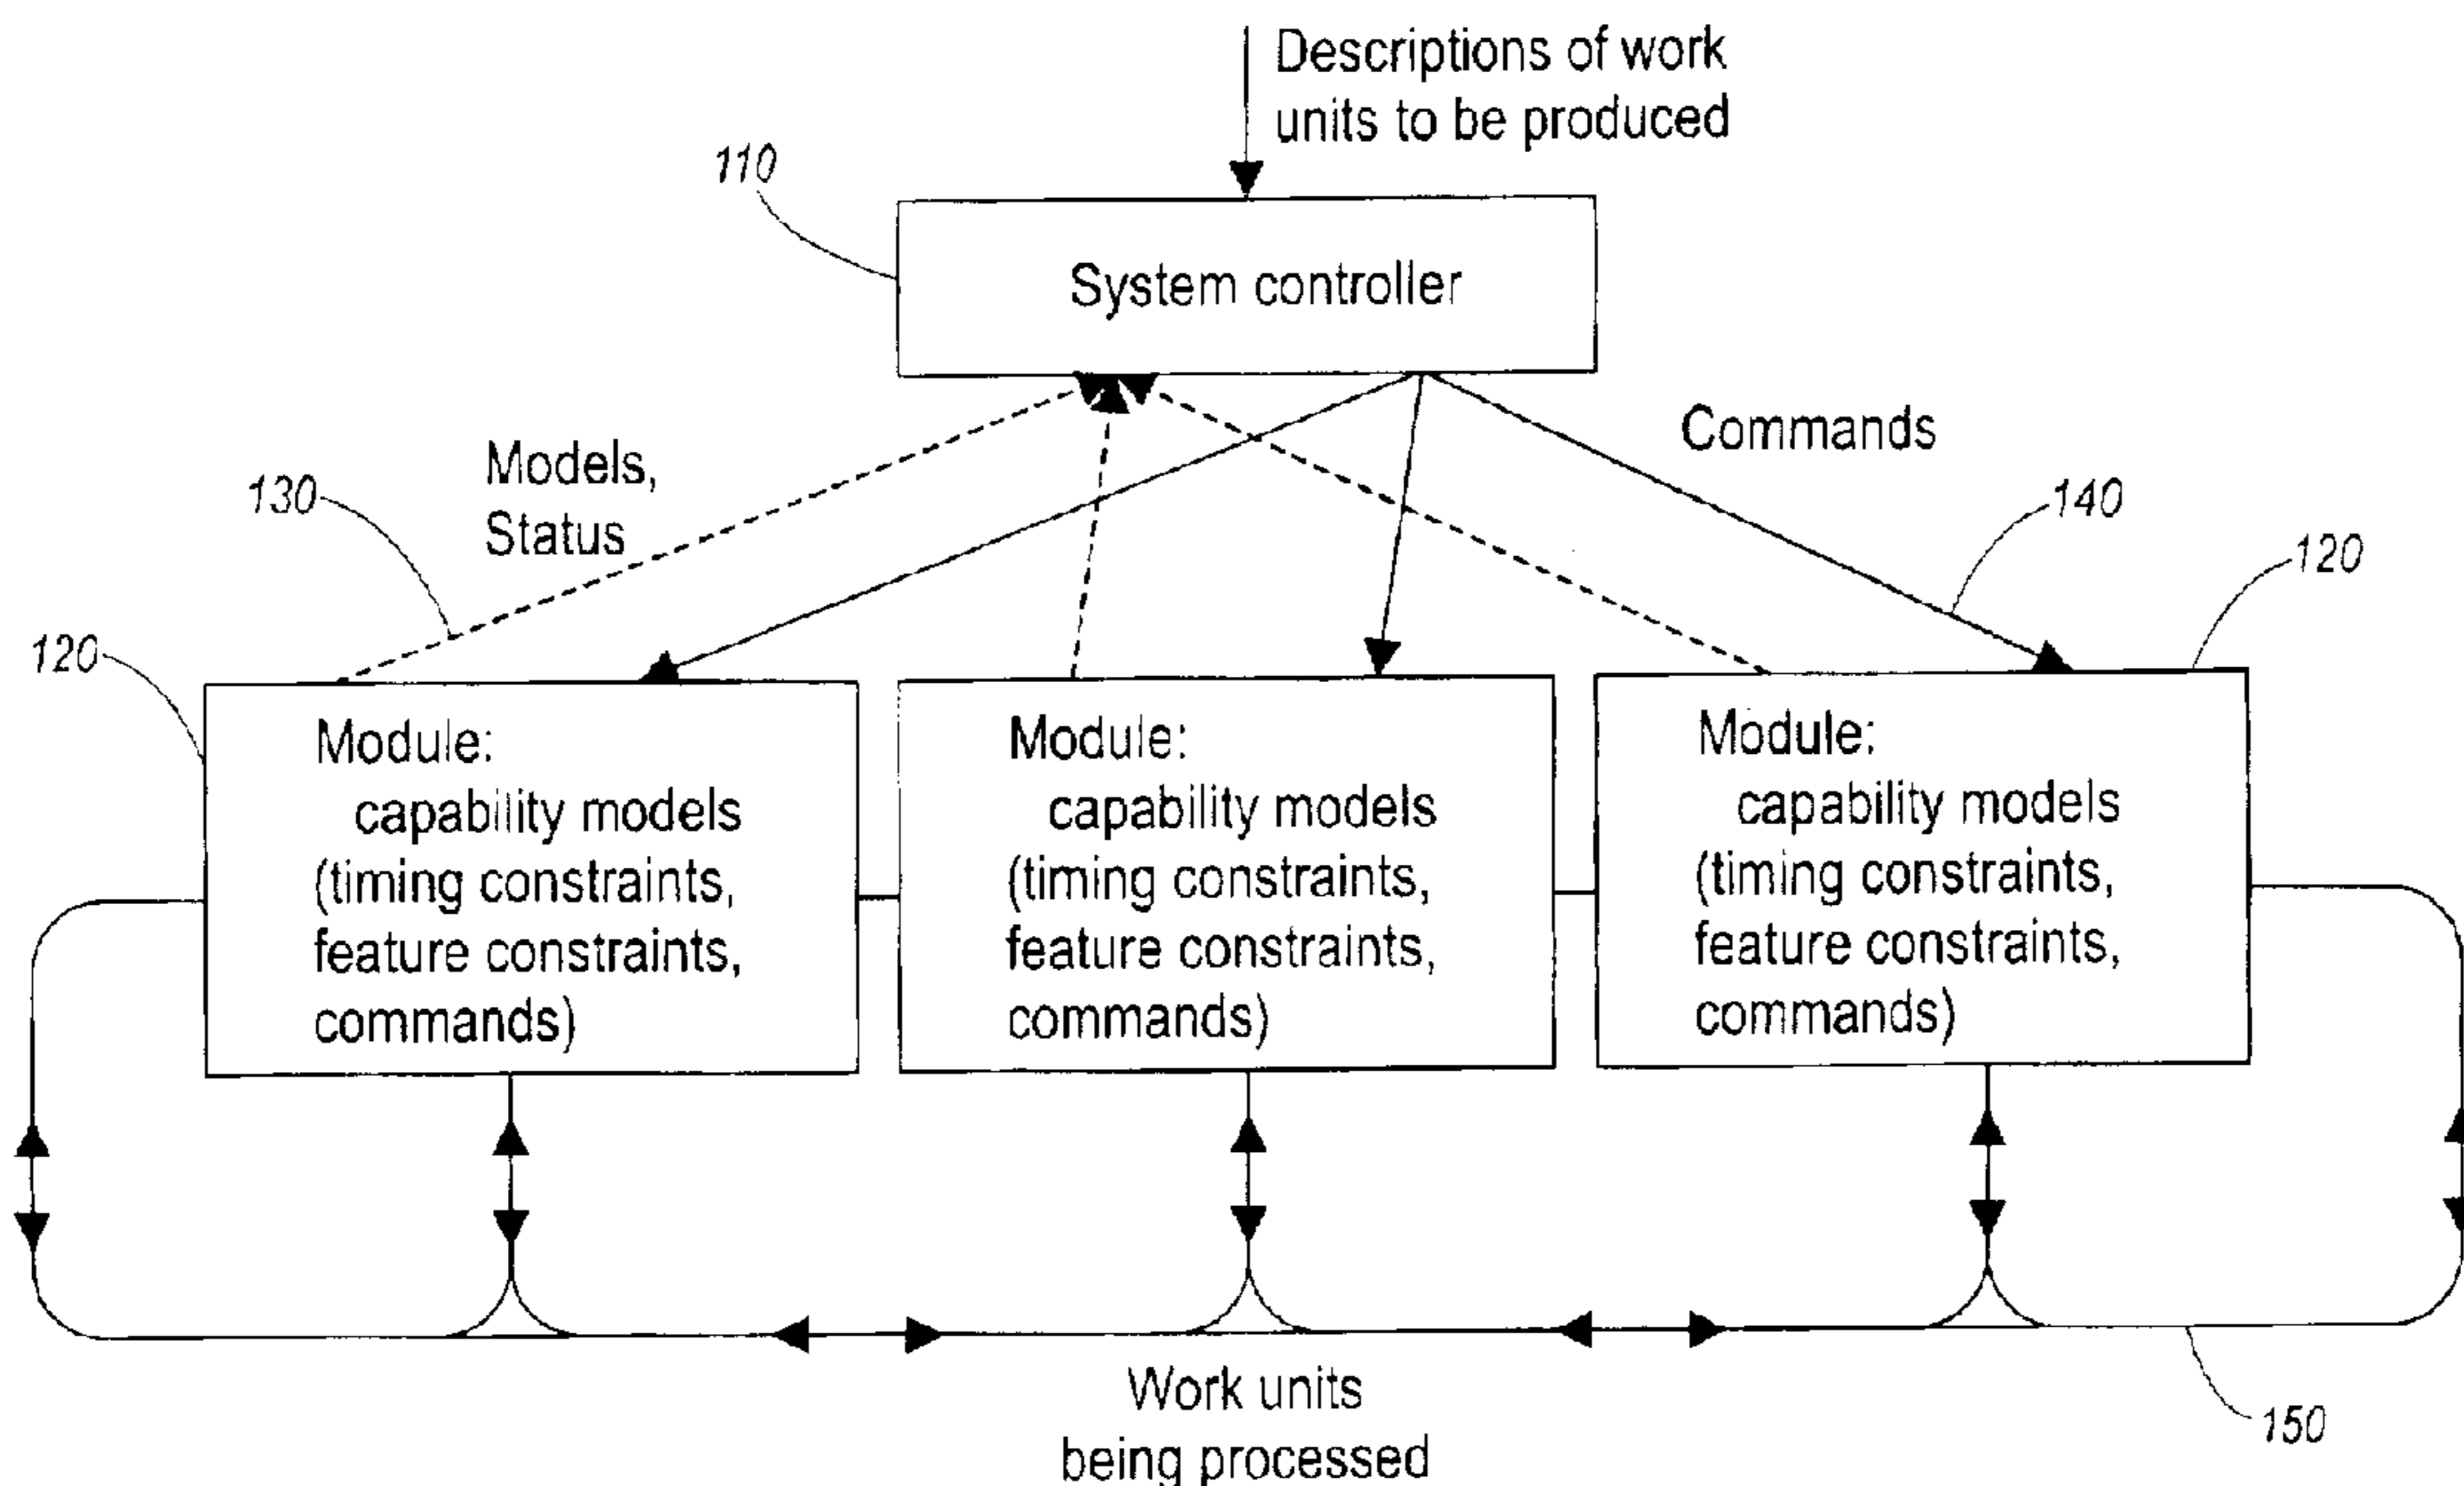 Descriptions of work
units to be produced
110
System controller
Models,
Status
Commands
130
140
120
120
Module:
capability models
(timing constraints,
feature constraints,
commands)
Module:
capability models
(timing constraints,
feature constraints,
commands)
Module:
capability models
(timing constraints,
feature constraints,
commands)
Work units
being processed
150